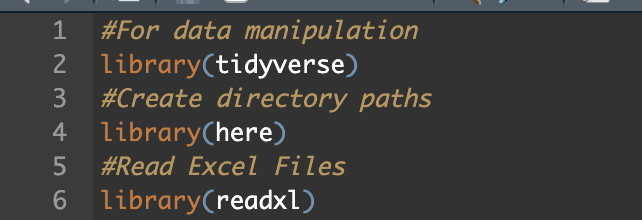 1 #For data manipulation
2 library(tidyverse)
3 #Create directory paths
4 library(here)
5 #Read Excel Files
6 library(readxl)